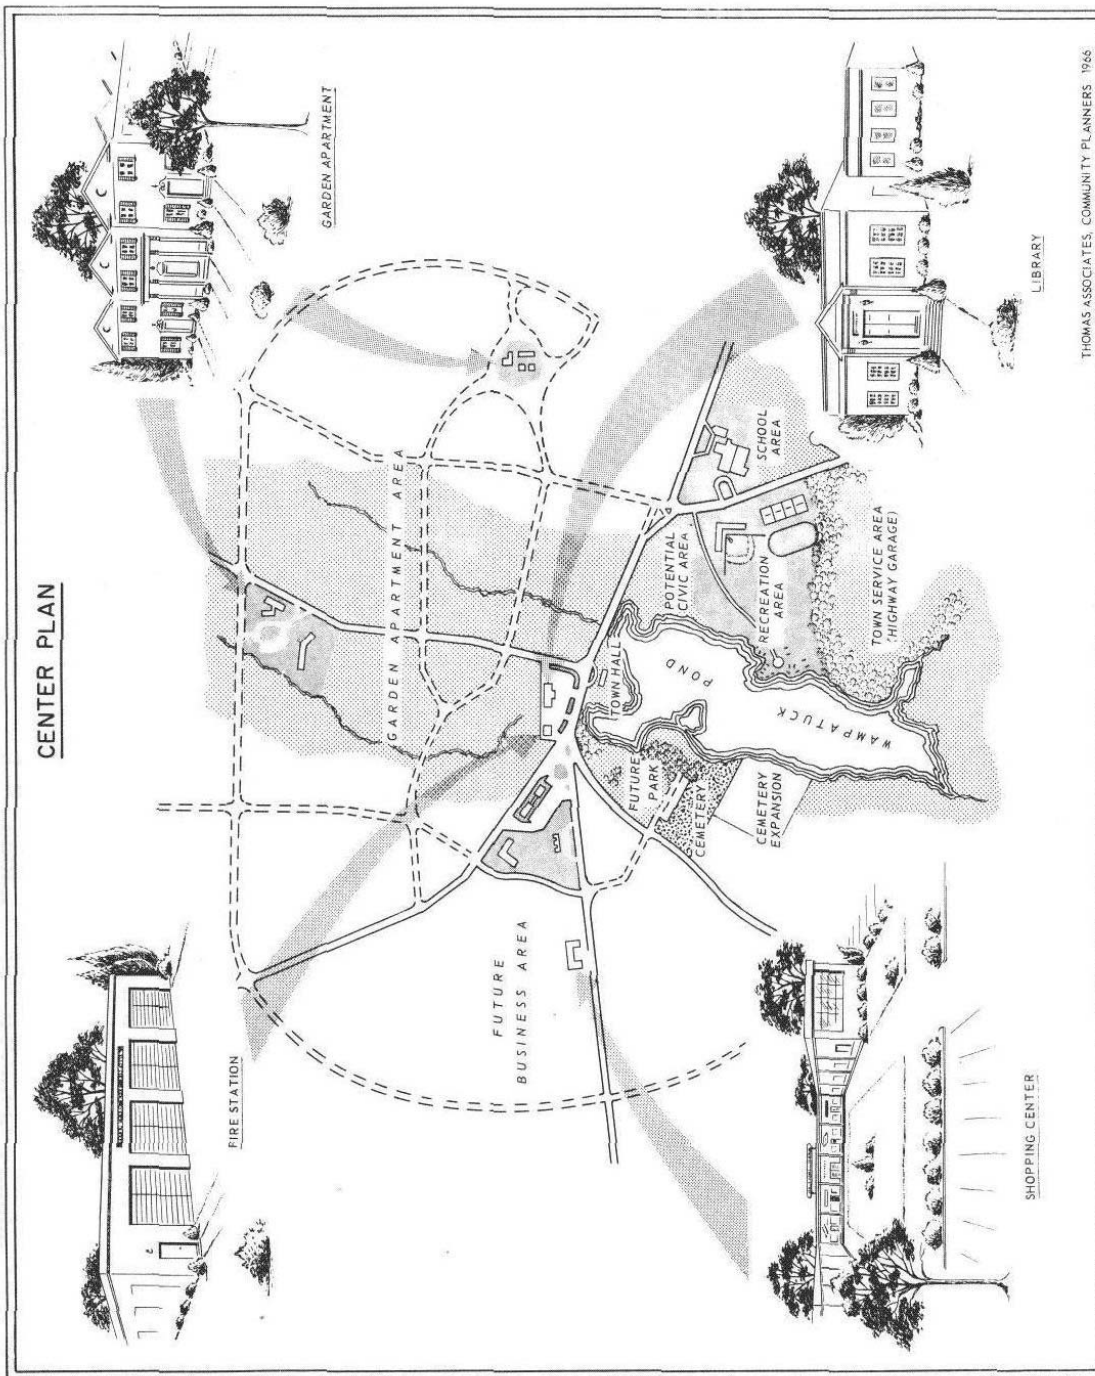 CENTER PLAN
FIRE STATION
GARDEN APARTMENT
GARDEN APARTMENT AREA
FUTURE
BUSINESS AREA
TOWN HALL
POTENTIAL
CIVIC AREA
SCHOOL
AREA
RECREATION
AREA
FUTURE
PARK
CEMETERY
CEMETERY
EXPANSION
WAMPATUCK
POND
TOWN SERVICE AREA
(HIGHWAY GARAGE)
SHOPPING CENTER
LIBRARY
THOMAS ASSOCIATES, COMMUNITY PLANNERS 1966